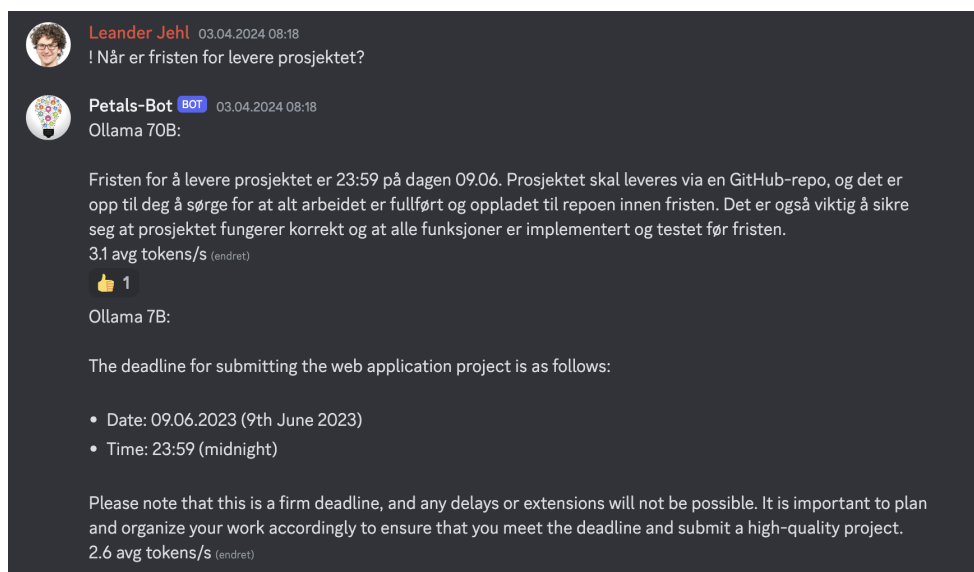 Leander Jehl 03.04.2024 08:18
! Når er fristen for levere prosjektet?
Petals-Bot BOT 03.04.2024 08:18
Ollama 70B:
Fristen for å levere prosjektet er 23:59 på dagen 09.06. Prosjektet skal leveres via en GitHub-repo, og det er
opp til deg å sørge for at alt arbeidet er fullført og oppladet til repoen innen fristen. Det er også viktig å sikre
seg at prosjektet fungerer korrekt og at alle funksjoner er implementert og testet før fristen.
3.1 avg tokens/s (endret)
👍 1
Ollama 7B:
The deadline for submitting the web application project is as follows:
• Date: 09.06.2023 (9th June 2023)
• Time: 23:59 (midnight)
Please note that this is a firm deadline, and any delays or extensions will not be possible. It is important to plan
and organize your work accordingly to ensure that you meet the deadline and submit a high-quality project.
2.6 avg tokens/s (endret)